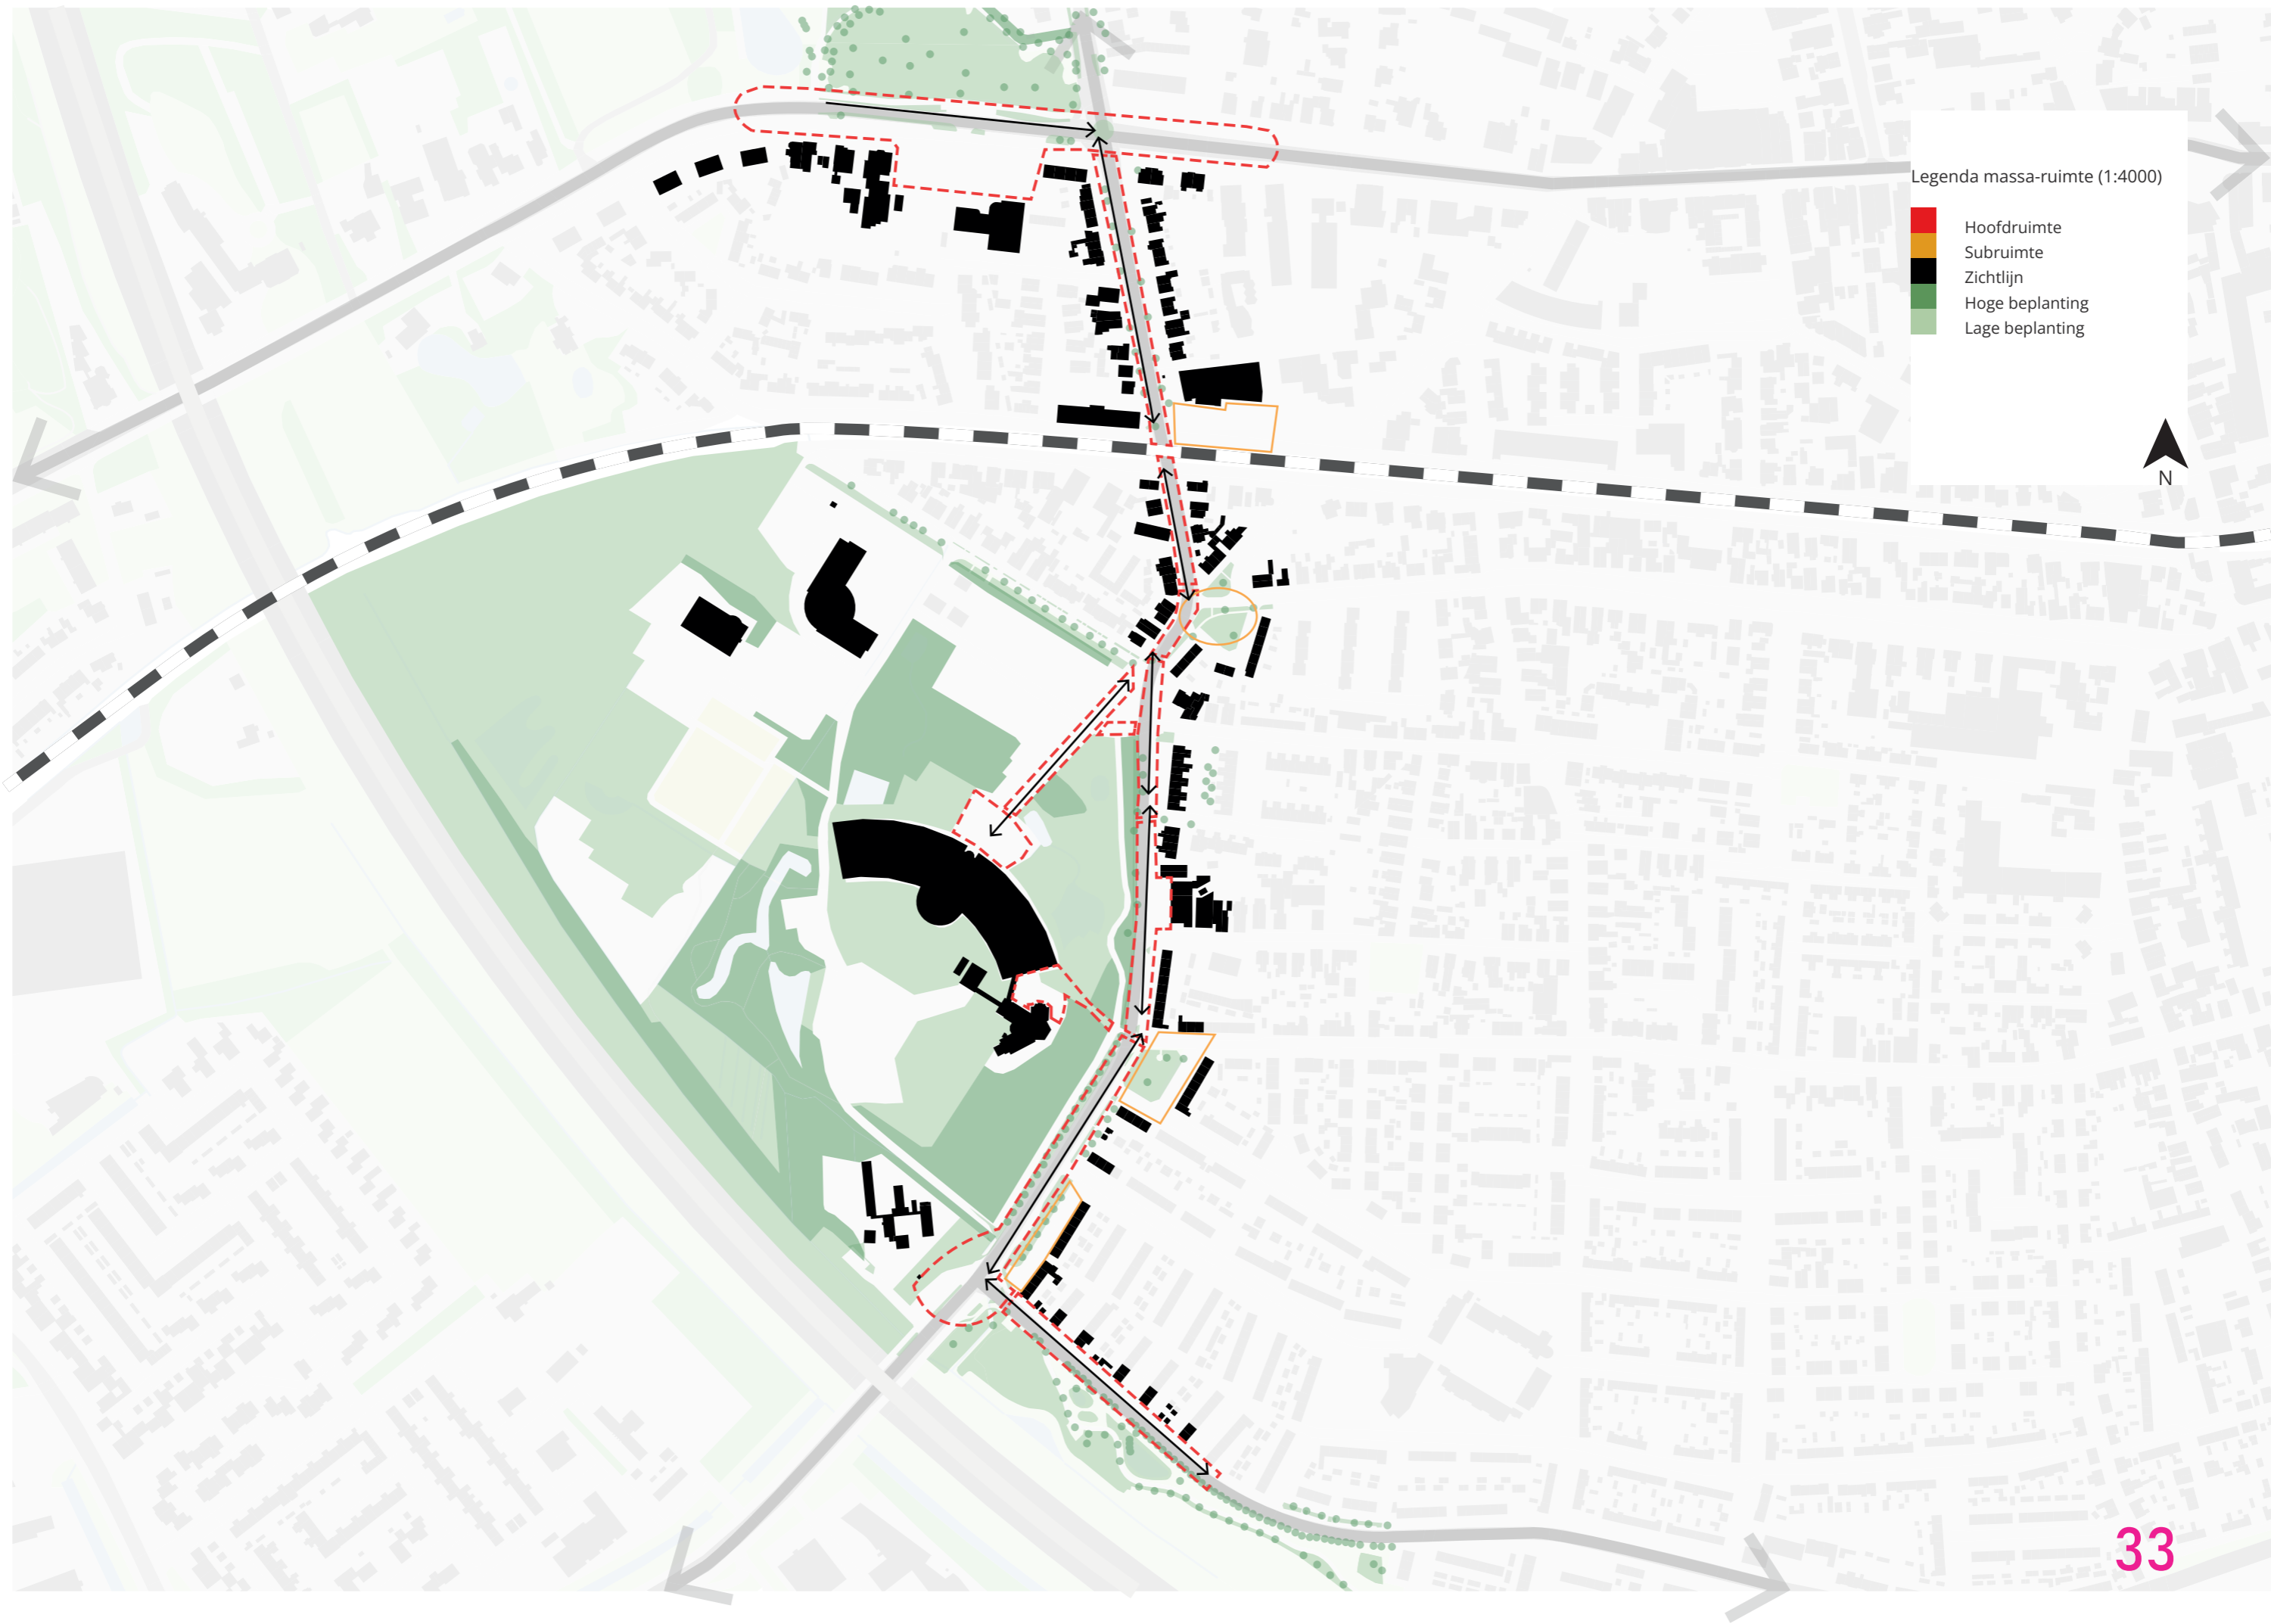 Legenda massa-ruimte (1:4000)
Hoofdruimte
Subruimte
Zichtlijn
Hoge beplanting
Lage beplanting
N
33